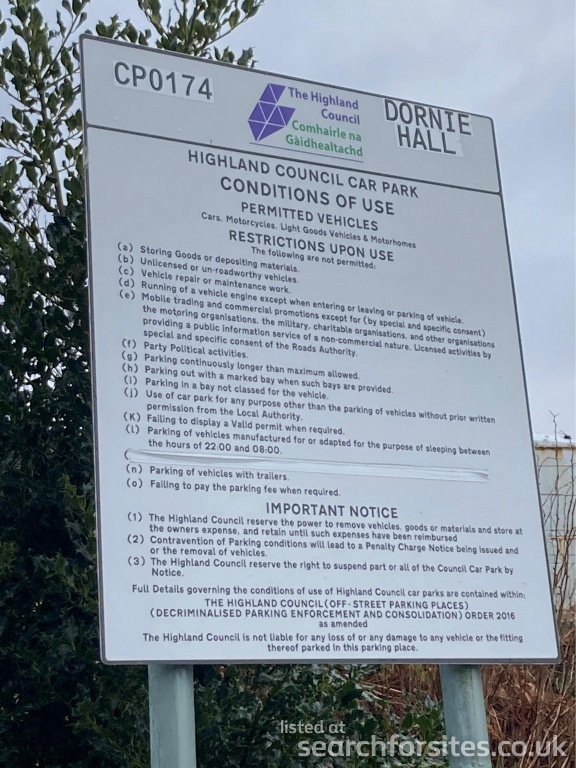 CP0174
The Highland
Council
Comhairle na
Gàidhealtachd
DORNIE
HALL
HIGHLAND COUNCIL CAR PARK
CONDITIONS OF USE
PERMITTED VEHICLES
Cars, Motorcycles, Light Goods Vehicles & Motorhomes
RESTRICTIONS UPON USE
The following are not permitted:
(a) Storing Goods or depositing materials.
(b) Unlicensed or un-roadworthy vehicles.
(c) Vehicle repair or maintenance work.
(d) Running of a vehicle engine except when entering or leaving or parking of vehicle.
(e) Mobile trading and commercial promotions except for (by special and specific consent)
the motoring organisations, the military, charitable organisations, and other organisations
providing a public information service of a non-commercial nature. Licensed activities by
special and specific consent of the Roads Authority.
(f) Party Political activities.
(g) Parking continuously longer than maximum allowed.
(h) Parking out with a marked bay when such bays are provided.
(i) Parking in a bay not classed for the vehicle.
(j) Use of car park for any purpose other than the parking of vehicles without prior written
permission from the Local Authority.
(K) Failing to display a Valid permit when required.
(l) Parking of vehicles manufactured for or adapted for the purpose of sleeping between
the hours of 22:00 and 08:00.
(
(n) Parking of vehicles with trailers.
(o) Failing to pay the parking fee when required.
IMPORTANT NOTICE
(1) The Highland Council reserve the power to remove vehicles, goods or materials and store at
the owners expense, and retain until such expenses have been reimbursed
(2) Contravention of Parking conditions will lead to a Penalty Charge Notice being issued and
or the removal of vehicles.
(3) The Highland Council reserve the right to suspend part or all of the Council Car Park by
Notice.
Full Details governing the conditions of use of Highland Council car parks are contained within:
THE HIGHLAND COUNCIL (OFF-STREET PARKING PLACES)
(DECRIMINALISED PARKING ENFORCEMENT AND CONSOLIDATION) ORDER 2016
as amended
The Highland Council is not liable for any loss of or any damage to any vehicle or the fitting
thereof parked in this parking place.
listed at
searchforsites.co.uk